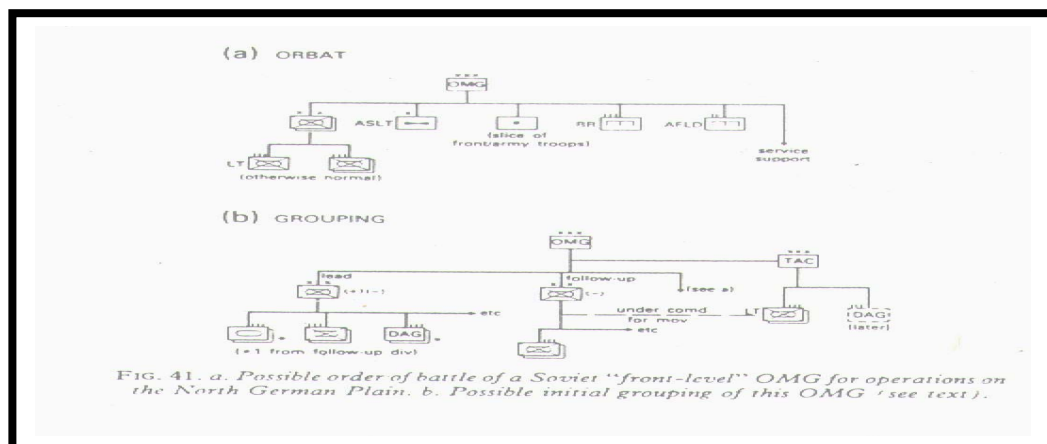 (a) ORBAT
OMG
ASLT
RR
AFLD
(slice of
front/army troops)
service
support
LT
(otherwise normal)
(b) GROUPING
OMG
TAC
lead
follow-up
(see a)
(+)(-)
(-)
etc
under comd
for mov
LT
DAG
DAG
(later)
etc
(*1 from follow-up div)
FIG. 41. a. Possible order of battle of a Soviet "front-level" OMG for operations on
the North German Plain. b. Possible initial grouping of this OMG (see text).